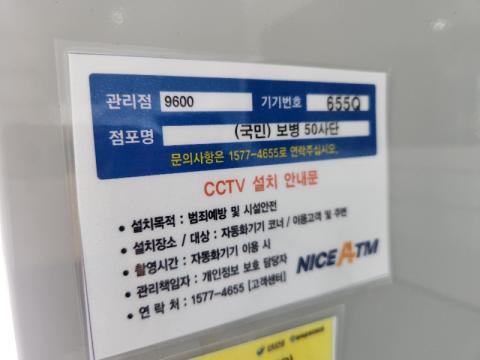 관리점 9600 기기번호 655Q
점포명 (국민) 보병 50사단
문의사항은 1577-4655로 연락주십시오.
CCTV 설치 안내문
• 설치목적 : 범죄예방 및 시설안전
• 설치장소 / 대상 : 자동화기기 코너 / 이용고객 및 주변
• 촬영시간 : 자동화기기 이용 시
• 관리책임자 : 개인정보 보호 담당자
• 연 락 처 : 1577-4655 [고객센터]
NICE ATM